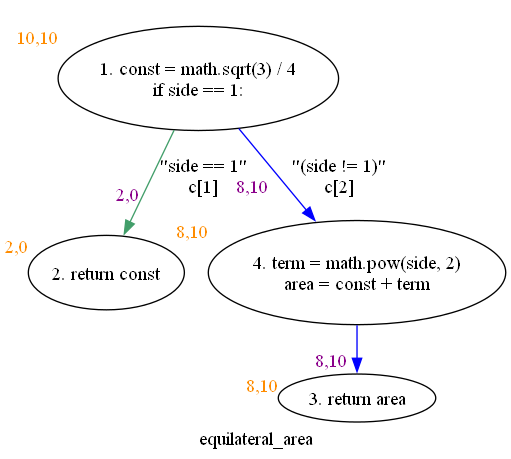 10,10
1. const = math.sqrt(3) / 4
if side == 1:
"side == 1"
c[1]
2,0
"(side != 1)"
c[2]
8,10
2,0
2. return const
8,10
4. term = math.pow(side, 2)
area = const + term
8,10
8,10
3. return area
equilateral_area